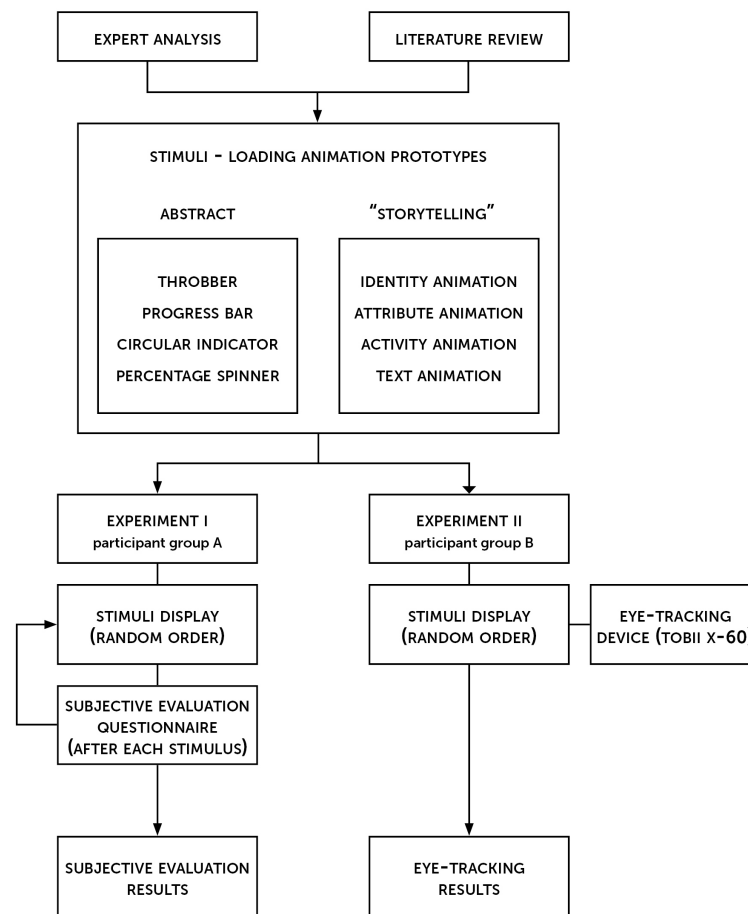 EXPERT ANALYSIS
LITERATURE REVIEW
STIMULI - LOADING ANIMATION PROTOTYPES
ABSTRACT
THROBBER
PROGRESS BAR
CIRCULAR INDICATOR
PERCENTAGE SPINNER
“STORYTELLING”
IDENTITY ANIMATION
ATTRIBUTE ANIMATION
ACTIVITY ANIMATION
TEXT ANIMATION
EXPERIMENT I
participant group A
STIMULI DISPLAY
(RANDOM ORDER)
SUBJECTIVE EVALUATION
QUESTIONNAIRE
(AFTER EACH STIMULUS)
SUBJECTIVE EVALUATION
RESULTS
EXPERIMENT II
participant group B
STIMULI DISPLAY
(RANDOM ORDER)
EYE-TRACKING
DEVICE (TOBII X-60)
EYE-TRACKING
RESULTS